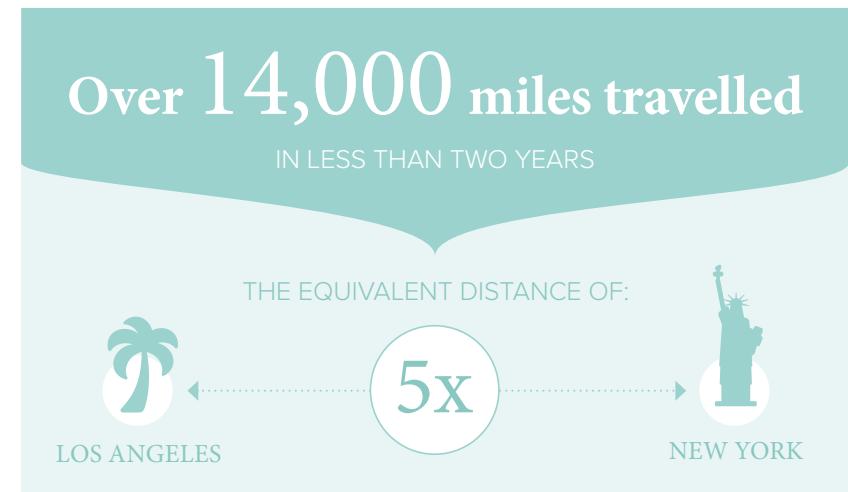 Over 14,000 miles travelled
IN LESS THAN TWO YEARS
THE EQUIVALENT DISTANCE OF:
5x
LOS ANGELES
NEW YORK